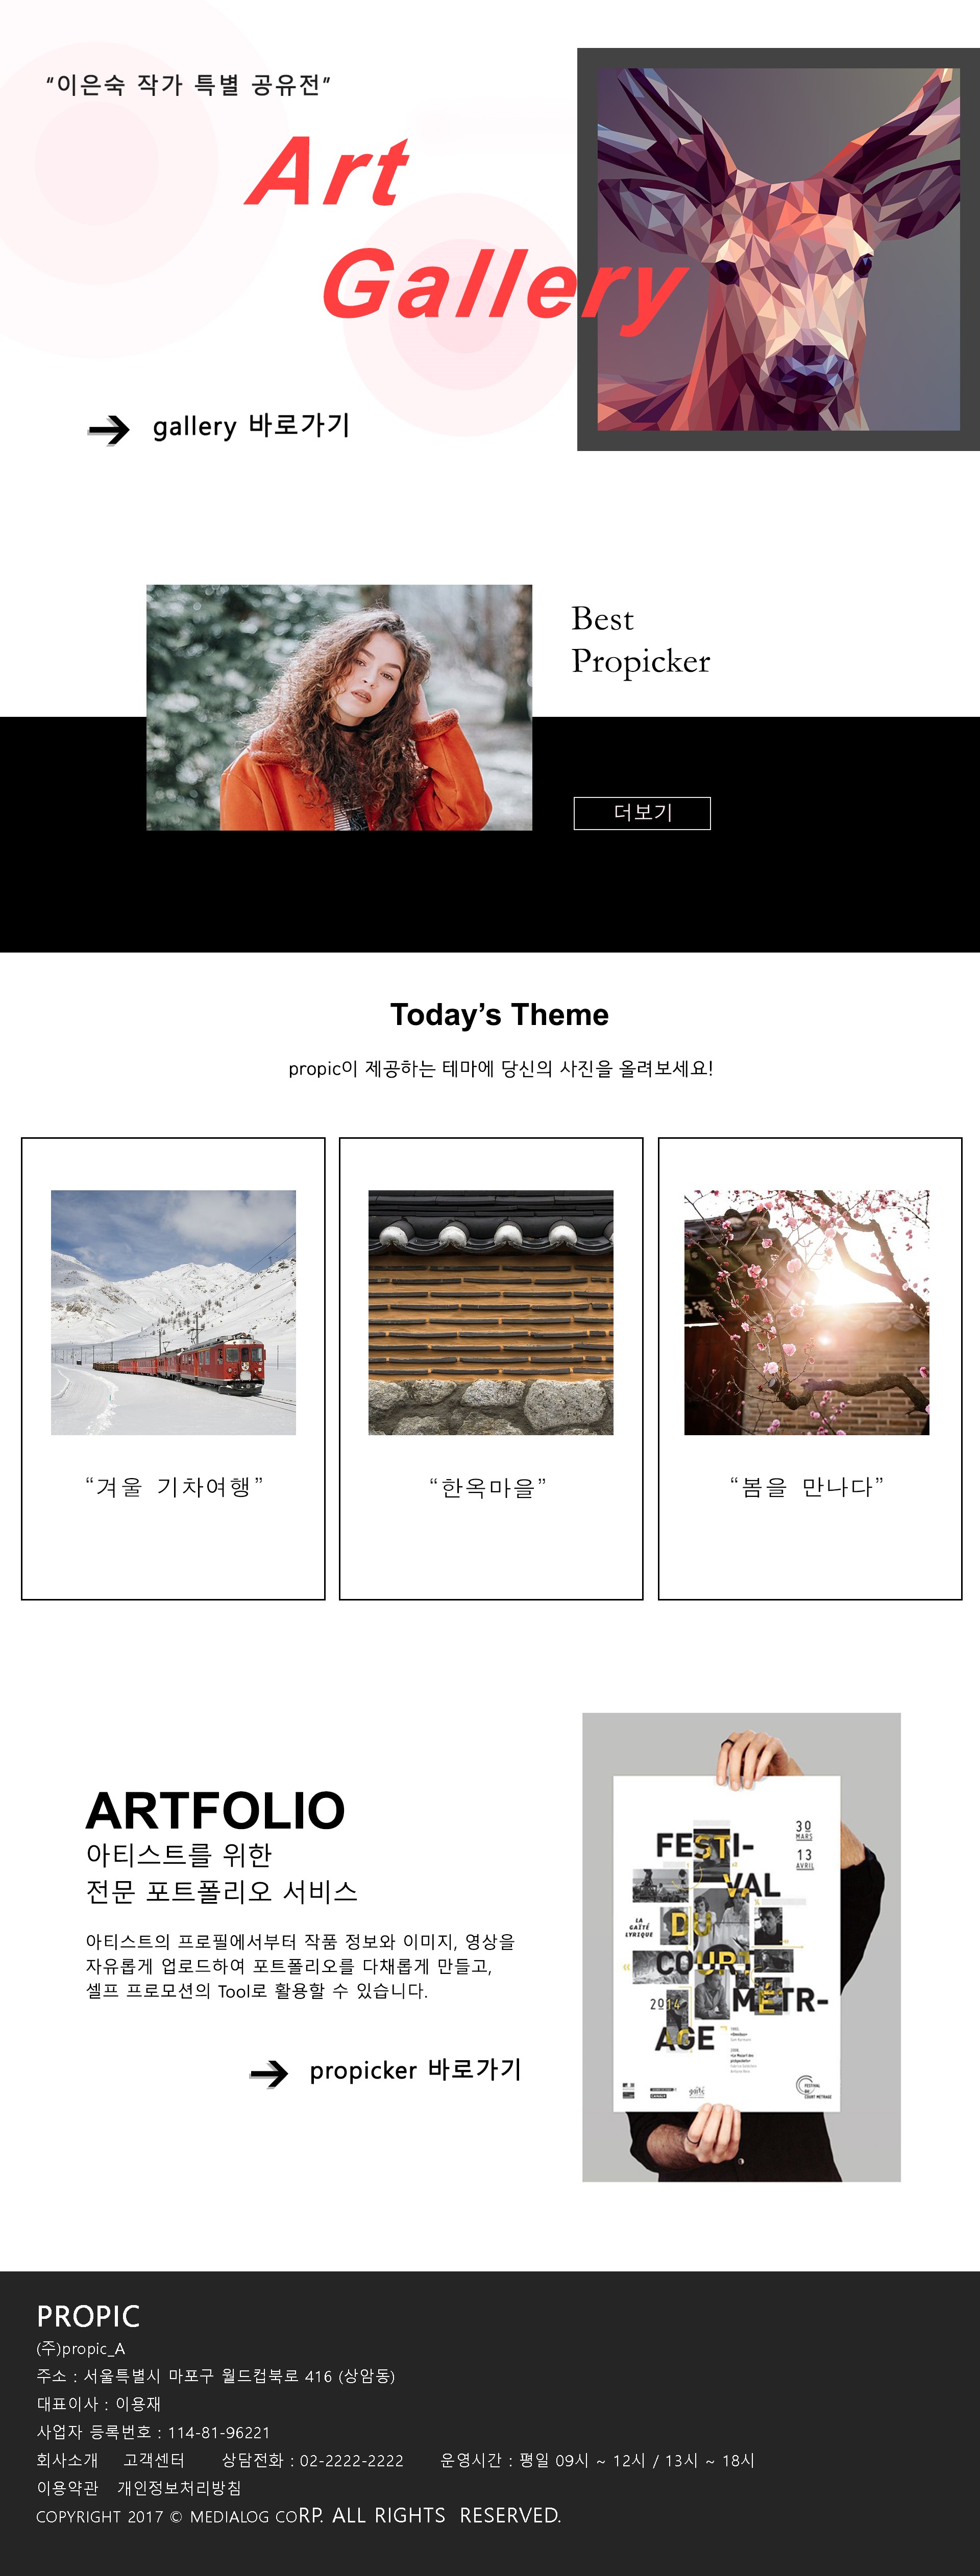 “이은숙 작가 특별 공유전”
Art
Gallery
gallery 바로가기
Best
Propicker
더보기
Today’s Theme
propic이 제공하는 테마에 당신의 사진을 올려보세요!
“겨울 기차여행”
“한옥마을”
“봄을 만나다”
ARTFOLIO
아티스트를 위한
전문 포트폴리오 서비스
아티스트의 프로필에서부터 작품 정보와 이미지, 영상을
자유롭게 업로드하여 포트폴리오를 다채롭게 만들고,
셀프 프로모션의 Tool로 활용할 수 있습니다.
propicker 바로가기
30
MARS
13
AVRIL
FESTI-
VAL
DU
LA
GAÎTÉ
LYRIQUE
COURT
2014
MÉTR-
AGE
FESTIVAL
DU
COURT METRAGE
PROPIC
(주)propic_A
주소 : 서울특별시 마포구 월드컵북로 416 (상암동)
대표이사 : 이용재
사업자 등록번호 : 114-81-96221
회사소개 고객센터 상담전화 : 02-2222-2222 운영시간 : 평일 09시 ~ 12시 / 13시 ~ 18시
이용약관 개인정보처리방침
COPYRIGHT 2017 © MEDIALOG CORP. ALL RIGHTS RESERVED.